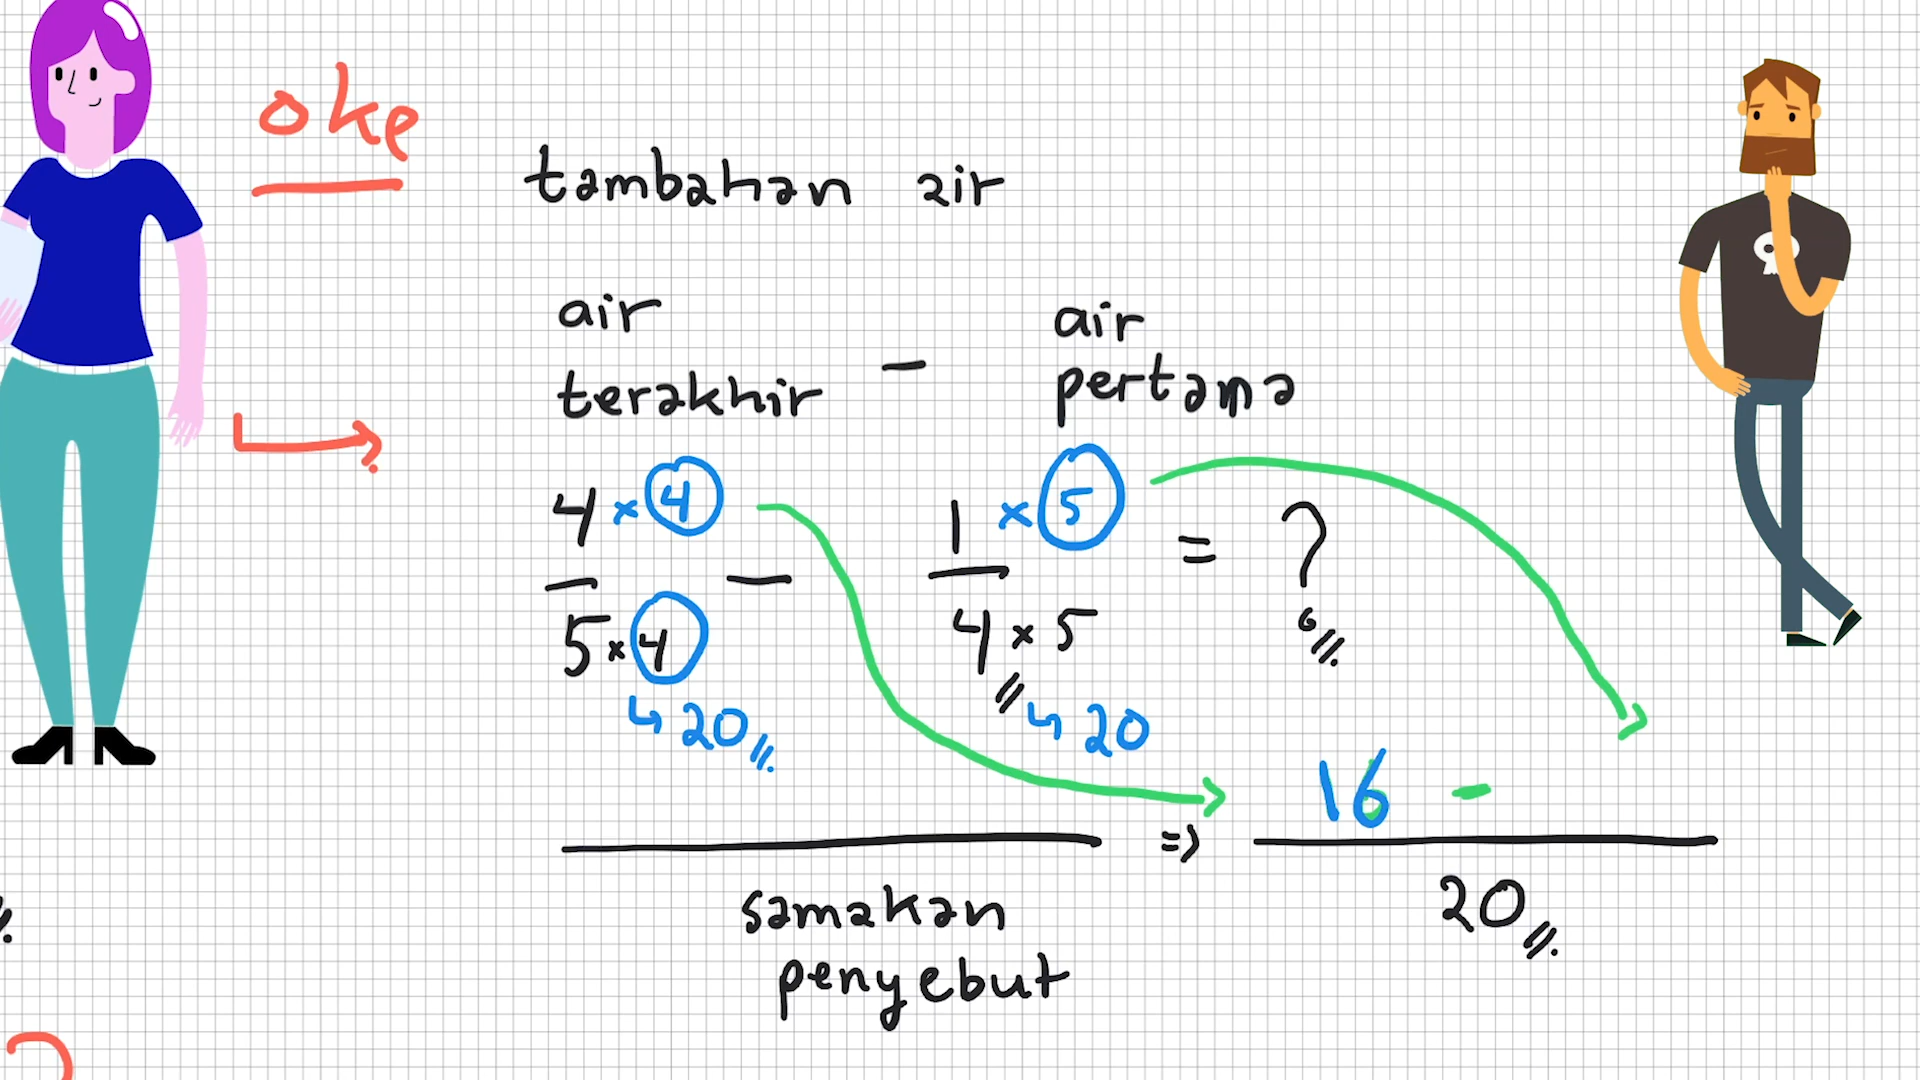 oke
tambahan air
air
terakhir
-
air
pertama
4 × 4
5 × 4
↳ 20
-
1 × 5
4 × 5
↳ 20
= ?
=>
16 -
20
samakan
penyebut